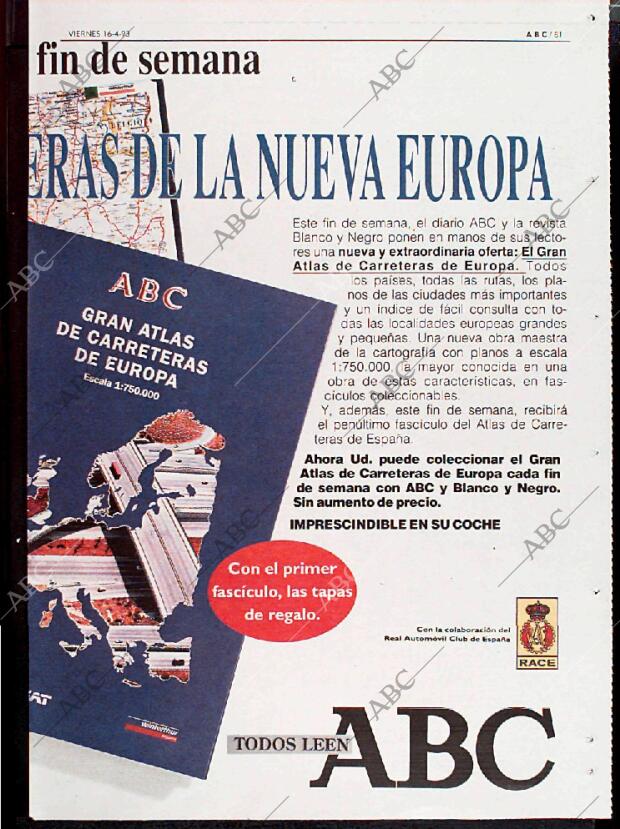 VIERNES 16-4-93
ABC/81
fin de semana
ERAS DE LA NUEVA EUROPA
Este fin de semana, el diario ABC y la revista
Blanco y Negro ponen en manos de sus lecto-
res una nueva y extraordinaria oferta: El Gran
Atlas de Carreteras de Europa. Todos
los países, todas las rutas, los pla-
nos de las ciudades más importantes
y un índice de fácil consulta con to-
das las localidades europeas grandes
y pequeñas. Una nueva obra maestra
de la cartografía con planos a escala
1:750.000, la mayor conocida en una
obra de estas características, en fas-
cículos coleccionables.
Y, además, este fin de semana, recibirá
el penúltimo fascículo del Atlas de Carre-
teras de España.
Ahora Ud. puede coleccionar el Gran
Atlas de Carreteras de Europa cada fin
de semana con ABC y Blanco y Negro.
Sin aumento de precio.
IMPRESCINDIBLE EN SU COCHE
ABC
GRAN ATLAS
DE CARRETERAS
DE EUROPA
Escala 1:750.000
Con el primer
fascículo, las tapas
de regalo.
Con la colaboración del
Real Automóvil Club de España
RACE
AT
winterthur
TODOS LEEN
ABC